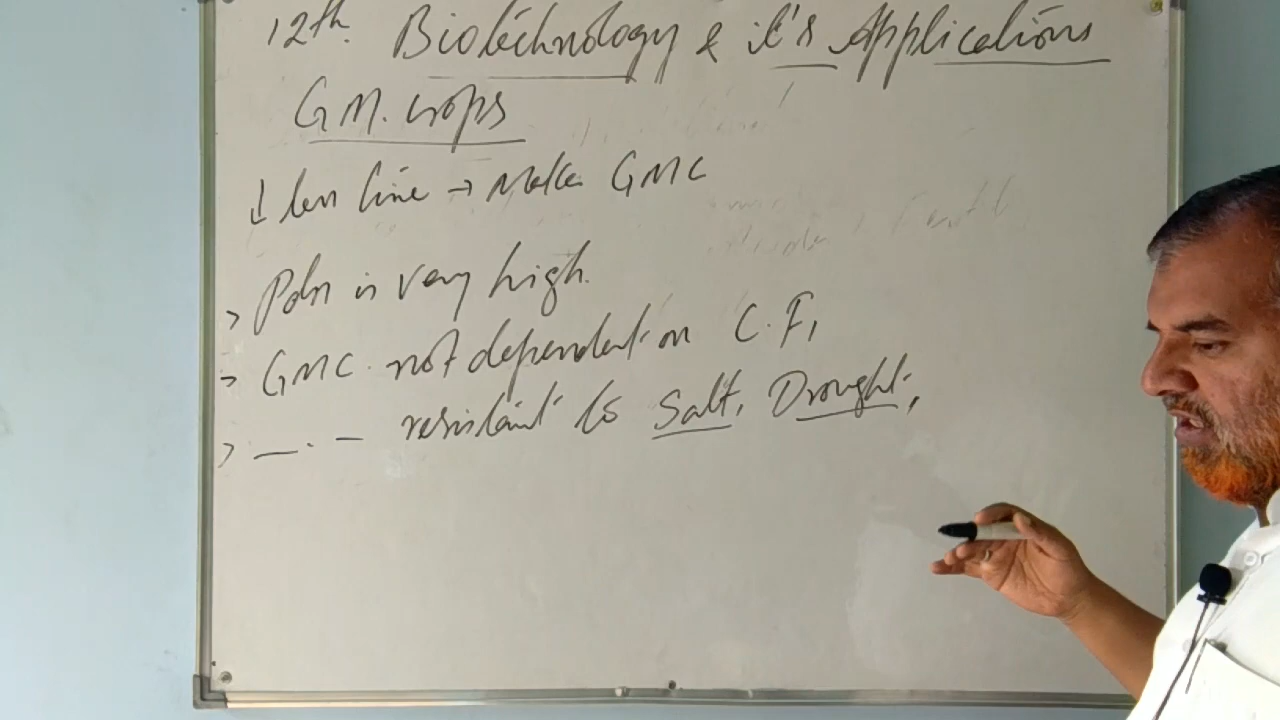 12th. Biotechnology & it's Applications
GM. crops
↓ less time → Make GMC
> Pdn is very high.
> GMC. not dependent on C.F,
> —.— resistant to Salt, Drought,